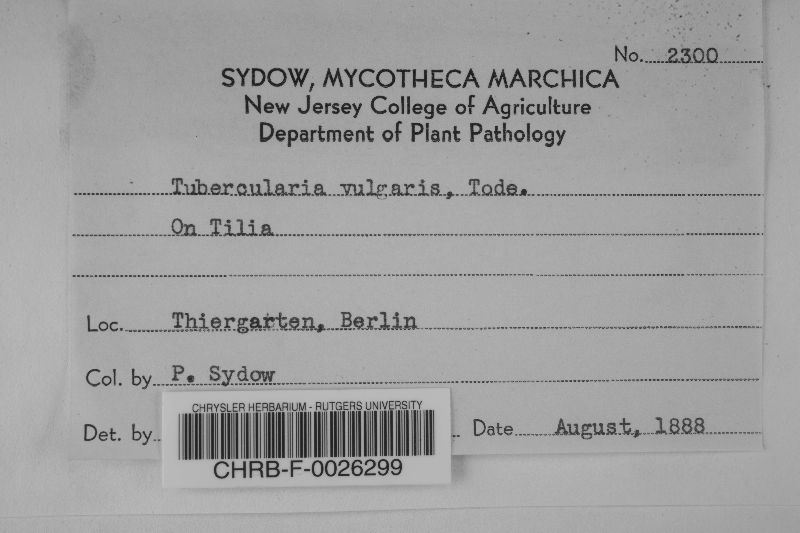 No. 2300
SYDOW, MYCOTHECA MARCHICA
New Jersey College of Agriculture
Department of Plant Pathology
Tubercularia vulgaris, Tode.
On Tilia
Loc. Thiergarten, Berlin
Col. by P. Sydow
Det. by
Date August, 1888
CHRYSLER HERBARIUM - RUTGERS UNIVERSITY
CHRB-F-0026299